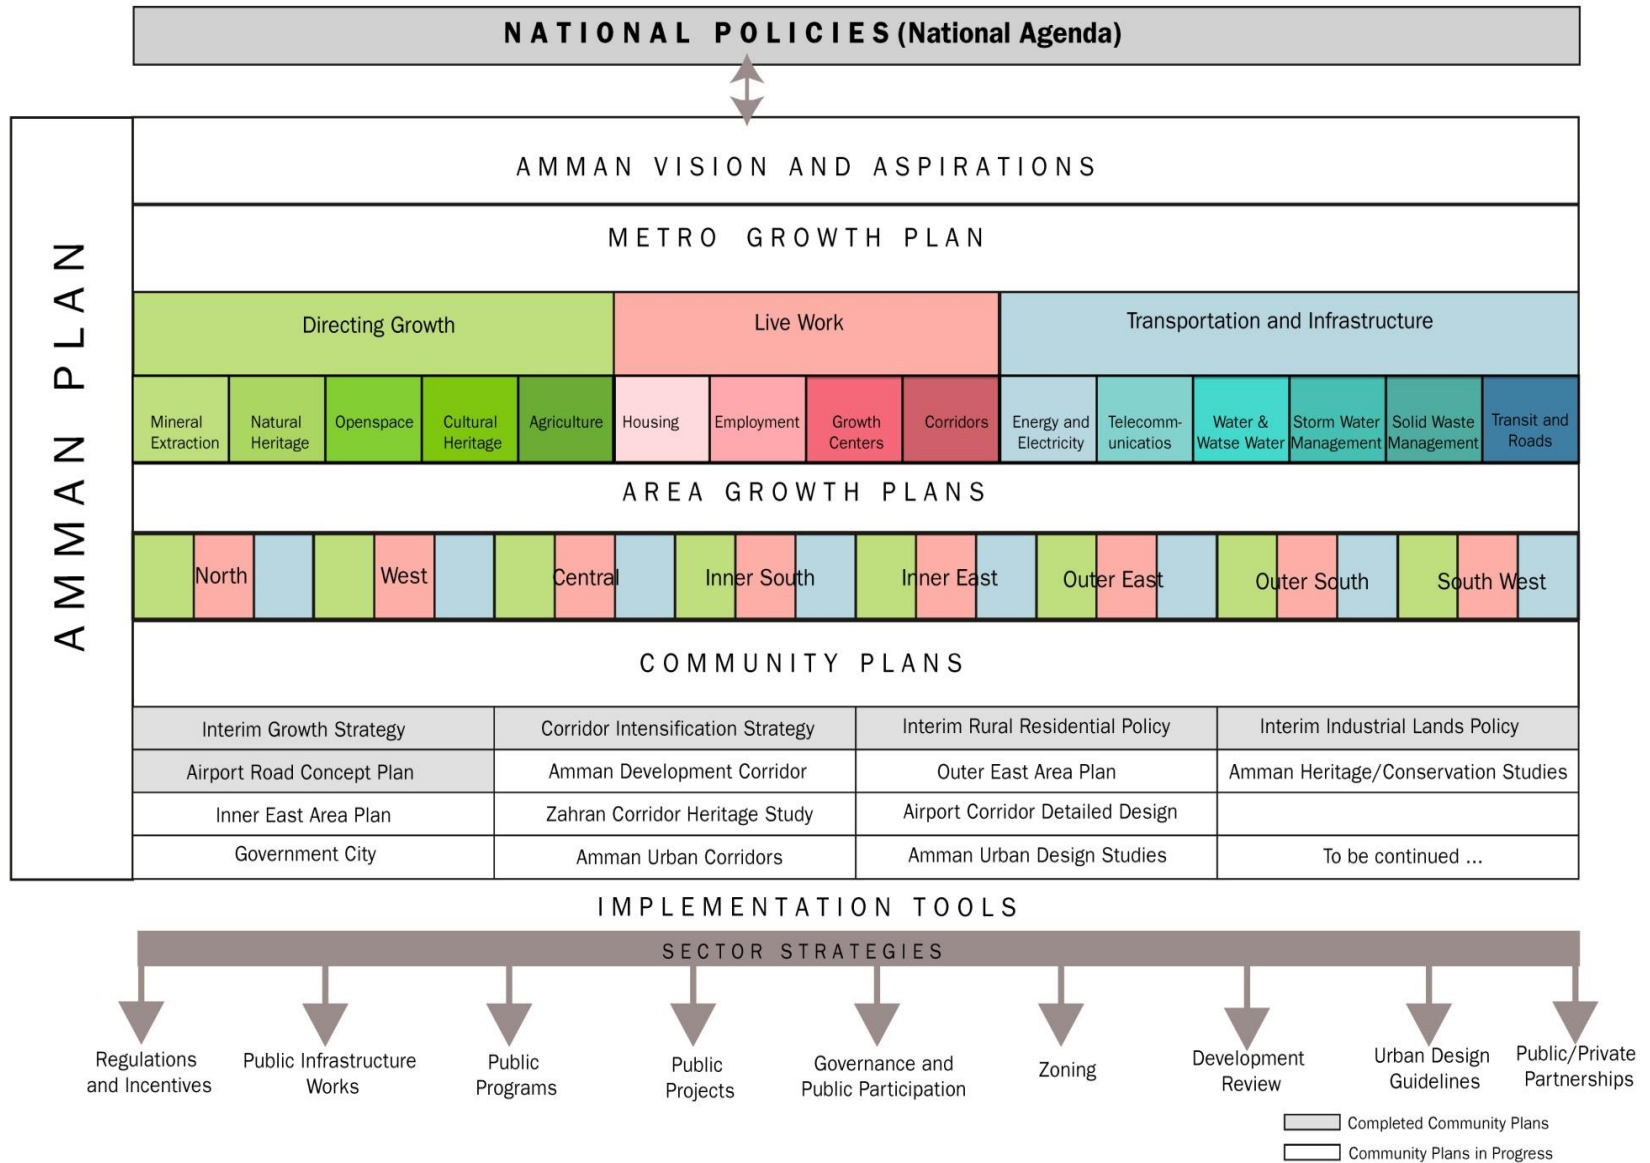 NATIONAL POLICIES (National Agenda)
AMMAN PLAN
AMMAN VISION AND ASPIRATIONS
METRO GROWTH PLAN
Directing Growth
Live Work
Transportation and Infrastructure
Mineral
Extraction
Natural
Heritage
Openspace
Cultural
Heritage
Agriculture
Housing
Employment
Growth
Centers
Corridors
Energy and
Electricity
Telecomm-
unicatios
Water &
Watse Water
Storm Water
Management
Solid Waste
Management
Transit and
Roads
AREA GROWTH PLANS
North
West
Central
Inner South
Inner East
Outer East
Outer South
South West
COMMUNITY PLANS
Interim Growth Strategy
Corridor Intensification Strategy
Interim Rural Residential Policy
Interim Industrial Lands Policy
Airport Road Concept Plan
Amman Development Corridor
Outer East Area Plan
Amman Heritage/Conservation Studies
Inner East Area Plan
Zahran Corridor Heritage Study
Airport Corridor Detailed Design
Government City
Amman Urban Corridors
Amman Urban Design Studies
To be continued ...
IMPLEMENTATION TOOLS
SECTOR STRATEGIES
Regulations
and Incentives
Public Infrastructure
Works
Public
Programs
Public
Projects
Governance and
Public Participation
Zoning
Development
Review
Urban Design
Guidelines
Public/Private
Partnerships
Completed Community Plans
Community Plans in Progress